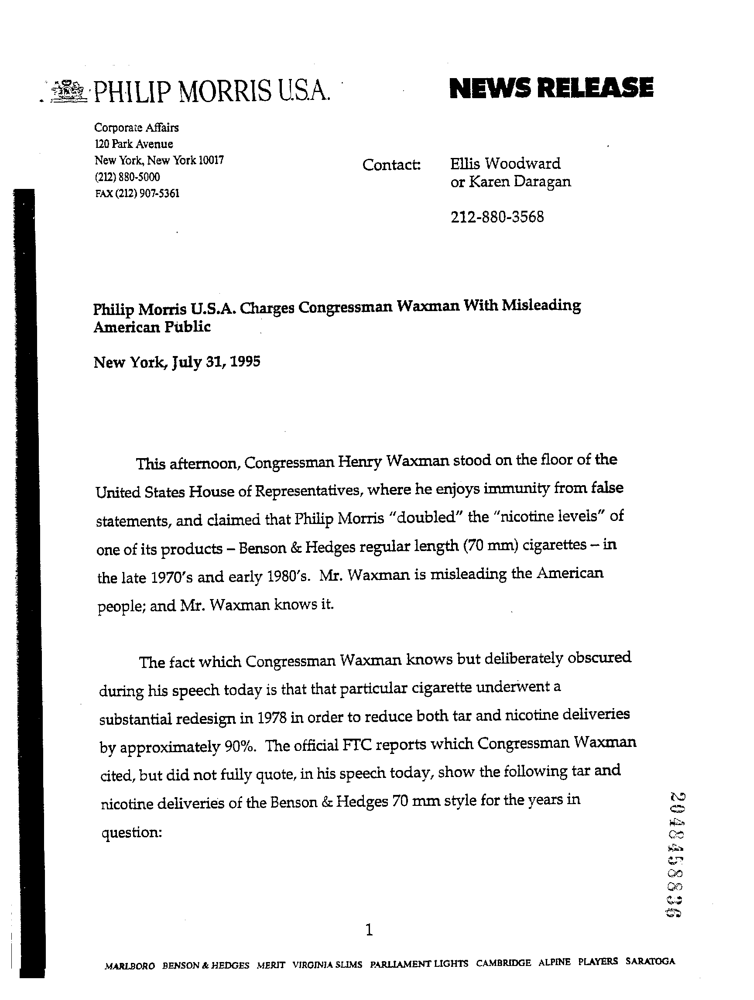 PHILIP MORRIS U.S.A.
NEWS RELEASE
Corporate Affairs
120 Park Avenue
New York, New York 10017
(212) 880-5000
FAX (212) 907-5361
Contact: Ellis Woodward
or Karen Daragan
212-880-3568
Philip Morris U.S.A. Charges Congressman Waxman With Misleading
American Public
New York, July 31, 1995
This afternoon, Congressman Henry Waxman stood on the floor of the
United States House of Representatives, where he enjoys immunity from false
statements, and claimed that Philip Morris "doubled" the "nicotine levels" of
one of its products – Benson & Hedges regular length (70 mm) cigarettes – in
the late 1970's and early 1980's. Mr. Waxman is misleading the American
people; and Mr. Waxman knows it.
The fact which Congressman Waxman knows but deliberately obscured
during his speech today is that that particular cigarette underwent a
substantial redesign in 1978 in order to reduce both tar and nicotine deliveries
by approximately 90%. The official FTC reports which Congressman Waxman
cited, but did not fully quote, in his speech today, show the following tar and
nicotine deliveries of the Benson & Hedges 70 mm style for the years in
question:
2048458836
1
MARLBORO BENSON & HEDGES MERIT VIRGINIA SLIMS PARLIAMENT LIGHTS CAMBRIDGE ALPINE PLAYERS SARATOGA